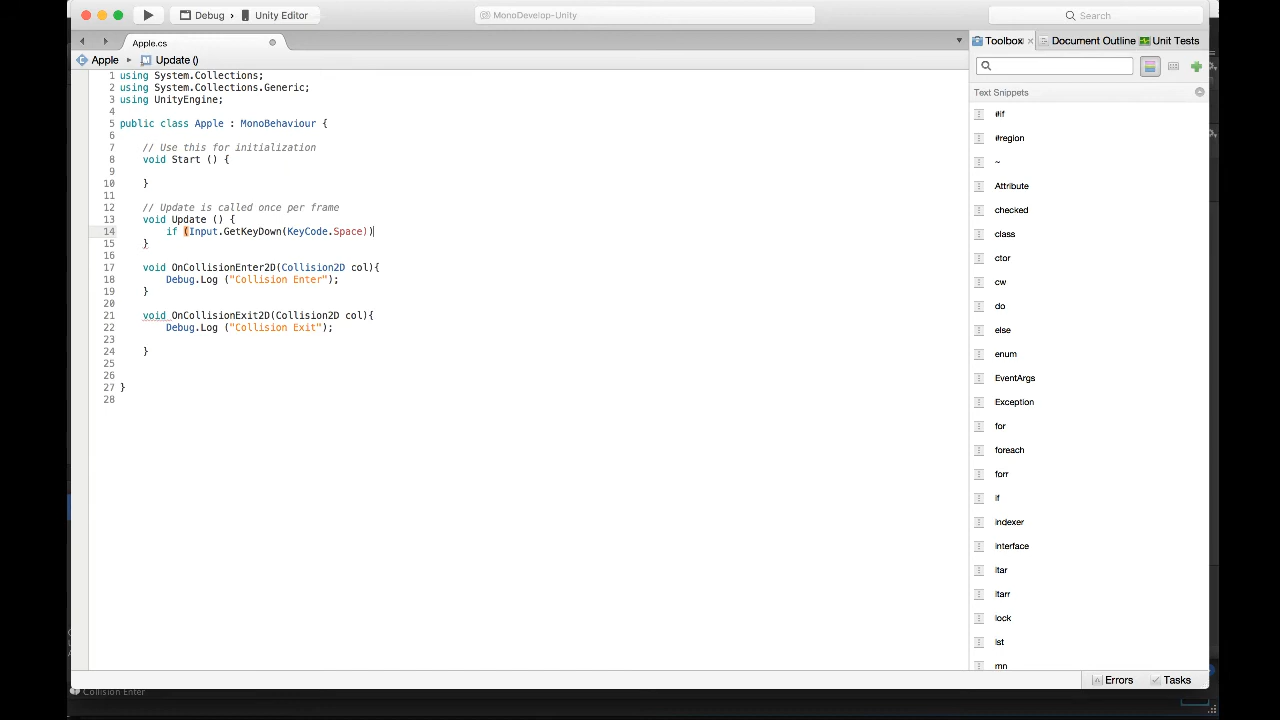 Debug › Unity Editor
MonoDevelop-Unity
Search
Apple.cs
Apple ▸ Update ()
1 using System.Collections;
2 using System.Collections.Generic;
3 using UnityEngine;
4
5 public class Apple : MonoBehaviour {
6
7 // Use this for initialization
8 void Start () {
9
10 }
11
12 // Update is called once per frame
13 void Update () {
14 if (Input.GetKeyDown(KeyCode.Space))
15 }
16
17 void OnCollisionEnter2D(Collision2D col){
18 Debug.Log ("Collision Enter");
19 }
20
21 void OnCollisionExit2D(Collision2D col){
22 Debug.Log ("Collision Exit");
23
24 }
25
26
27 }
28
Toolbox Document Outline Unit Tests
Text Snippets
#if
#region
~
Attribute
checked
class
ctor
cw
do
else
enum
EventArgs
Exception
for
foreach
forr
if
indexer
interface
itar
itarr
lock
ist
mn
Errors Tasks
Collision Enter